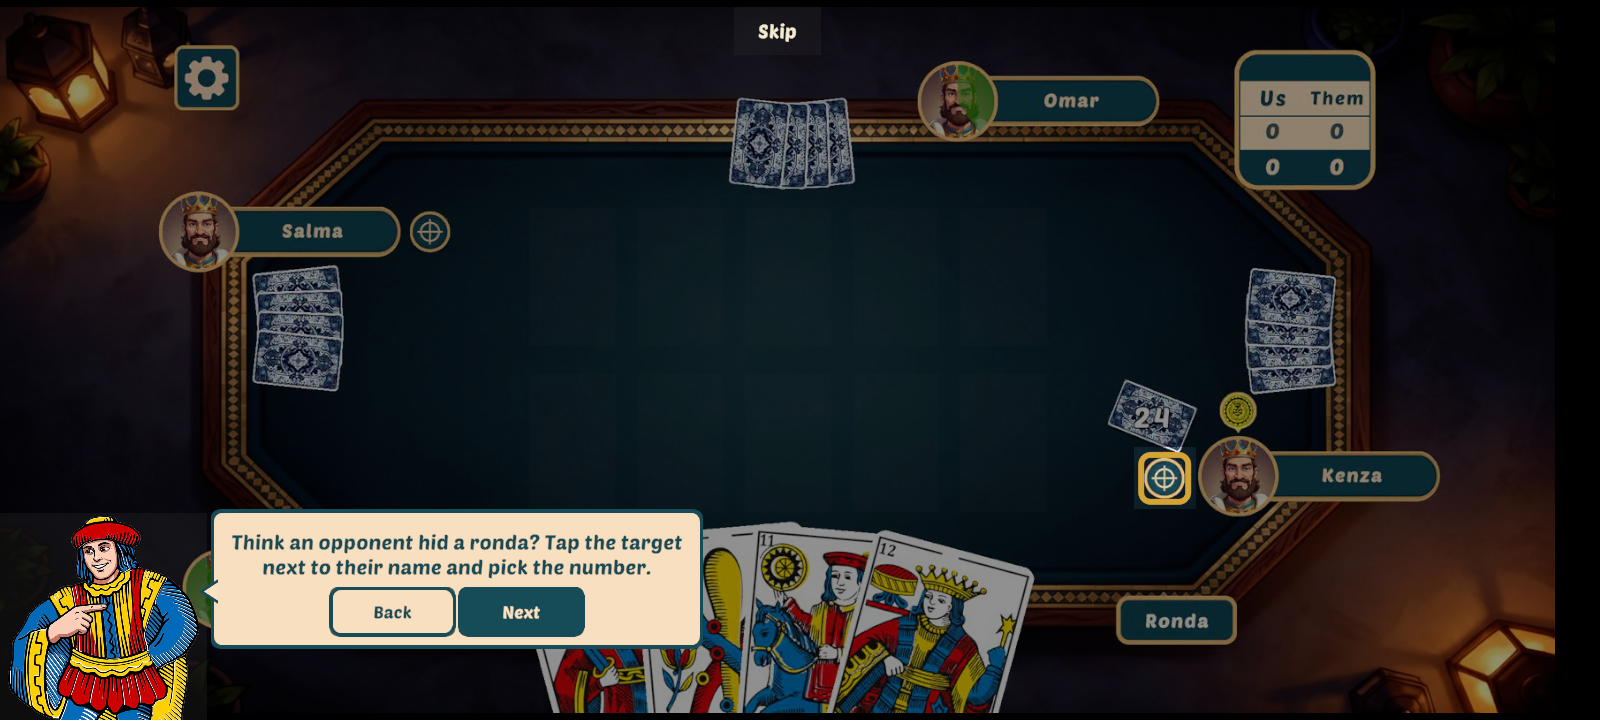 Skip
Omar
Us Them
0 0
0 0
Salma
24
Kenza
Think an opponent hid a ronda? Tap the target
next to their name and pick the number.
Back
Next
11
12
Ronda